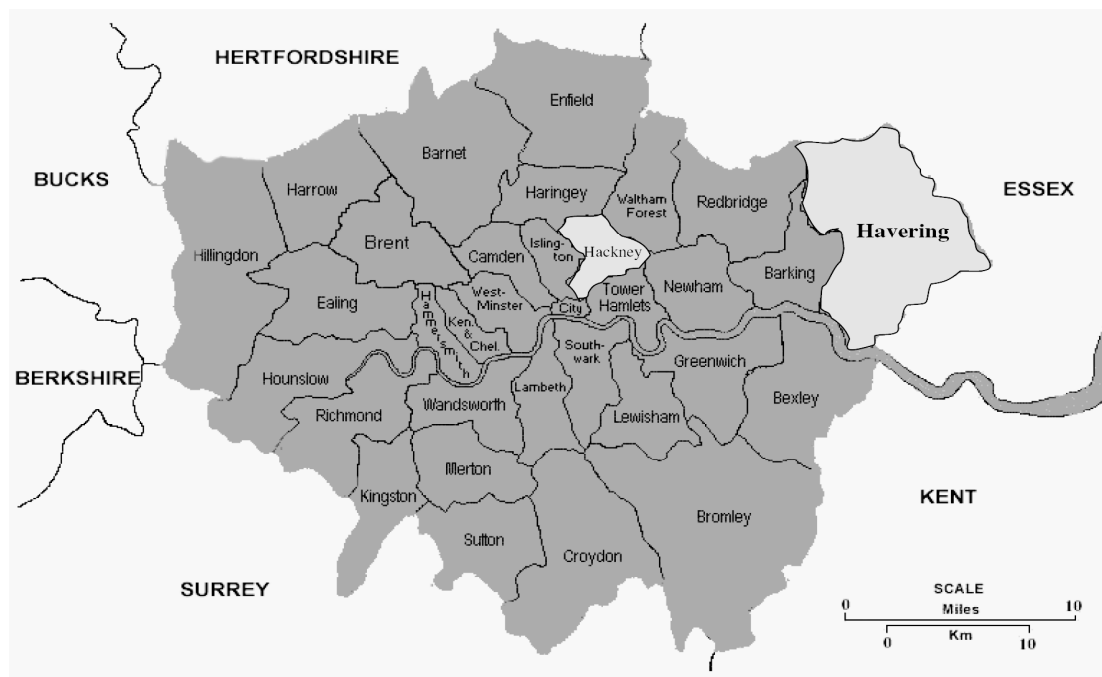 HERTFORDSHIRE
Enfield
Barnet
BUCKS
Harrow
Haringey
Waltham
Forest
Redbridge
ESSEX
Havering
Hillingdon
Brent
Camden
Isling-
ton
Hackney
Barking
Ealing
Hammersmith
Ken.
&
Chel.
West-
Minster
City
Tower
Hamlets
Newham
BERKSHIRE
Hounslow
Richmond
Wandsworth
Lambeth
South-
wark
Greenwich
Lewisham
Bexley
Kingston
Merton
Sutton
Croydon
Bromley
KENT
SURREY
SCALE
Miles
0 10
Km
0 10